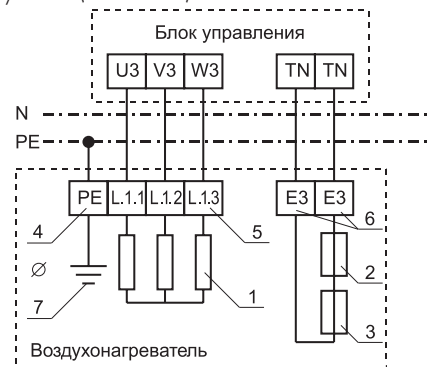 Блок управления
U3 V3 W3 TN TN
N
PE
PE L.1.1 L.1.2 L.1.3 E3 E3
4 5 6
2
1
7 3
Воздухонагреватель